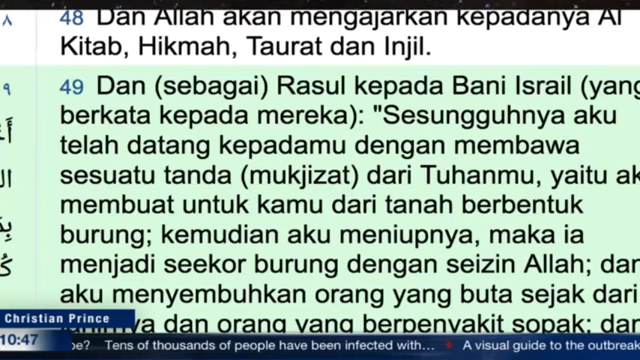 48 Dan Allah akan mengajarkan kepadanya Al
Kitab, Hikmah, Taurat dan Injil.
49 Dan (sebagai) Rasul kepada Bani Israil (yang
berkata kepada mereka): "Sesungguhnya aku
telah datang kepadamu dengan membawa
sesuatu tanda (mukjizat) dari Tuhanmu, yaitu ak
membuat untuk kamu dari tanah berbentuk
burung; kemudian aku meniupnya, maka ia
menjadi seekor burung dengan seizin Allah; dan
aku menyembuhkan orang yang buta sejak dari
dan orang yang berpenyakit sopak; dan
Christian Prince
10:47 Tens of thousands of people have been infected with... A visual guide to the outbreak